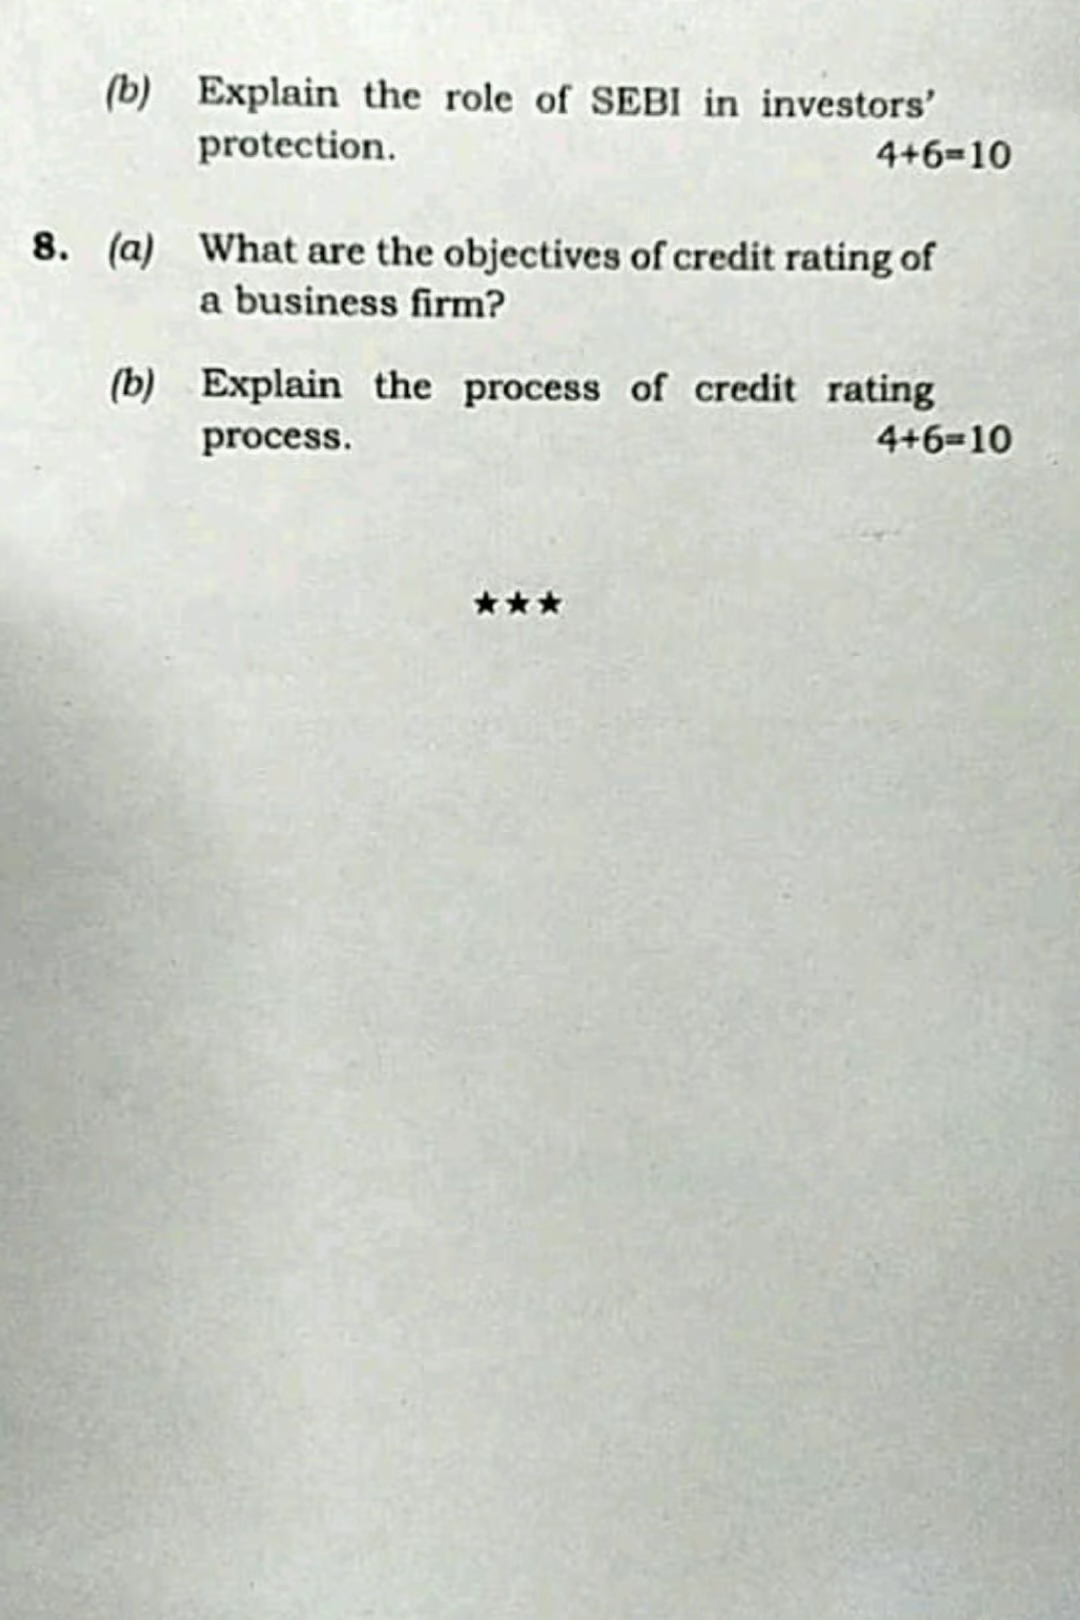 (b) Explain the role of SEBI in investors'
protection. 4+6=10
8. (a) What are the objectives of credit rating of
a business firm?
(b) Explain the process of credit rating
process. 4+6=10
★★★